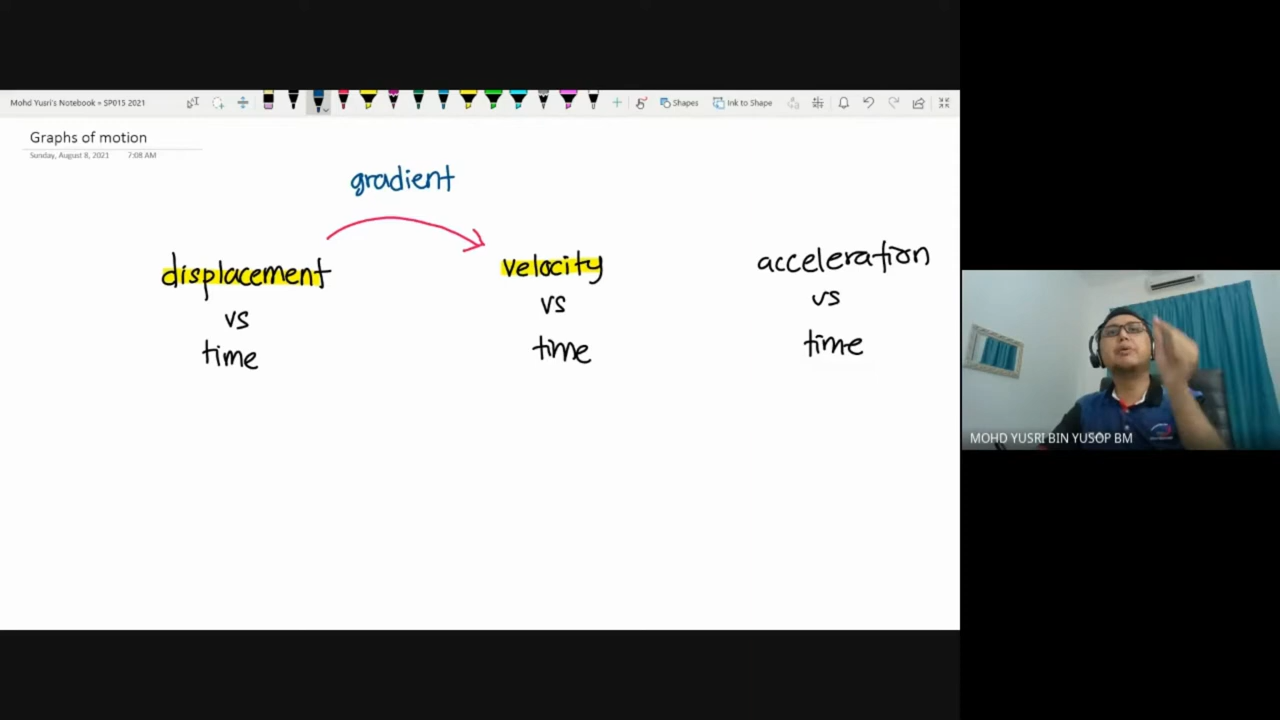 Mohd Yusri's Notebook » SP015 2021
Shapes
Ink to Shape
Graphs of motion
Sunday, August 8, 2021 7:08 AM
gradient
displacement
vs
time
velocity
vs
time
acceleration
vs
time
MOHD YUSRI BIN YUSOP BM